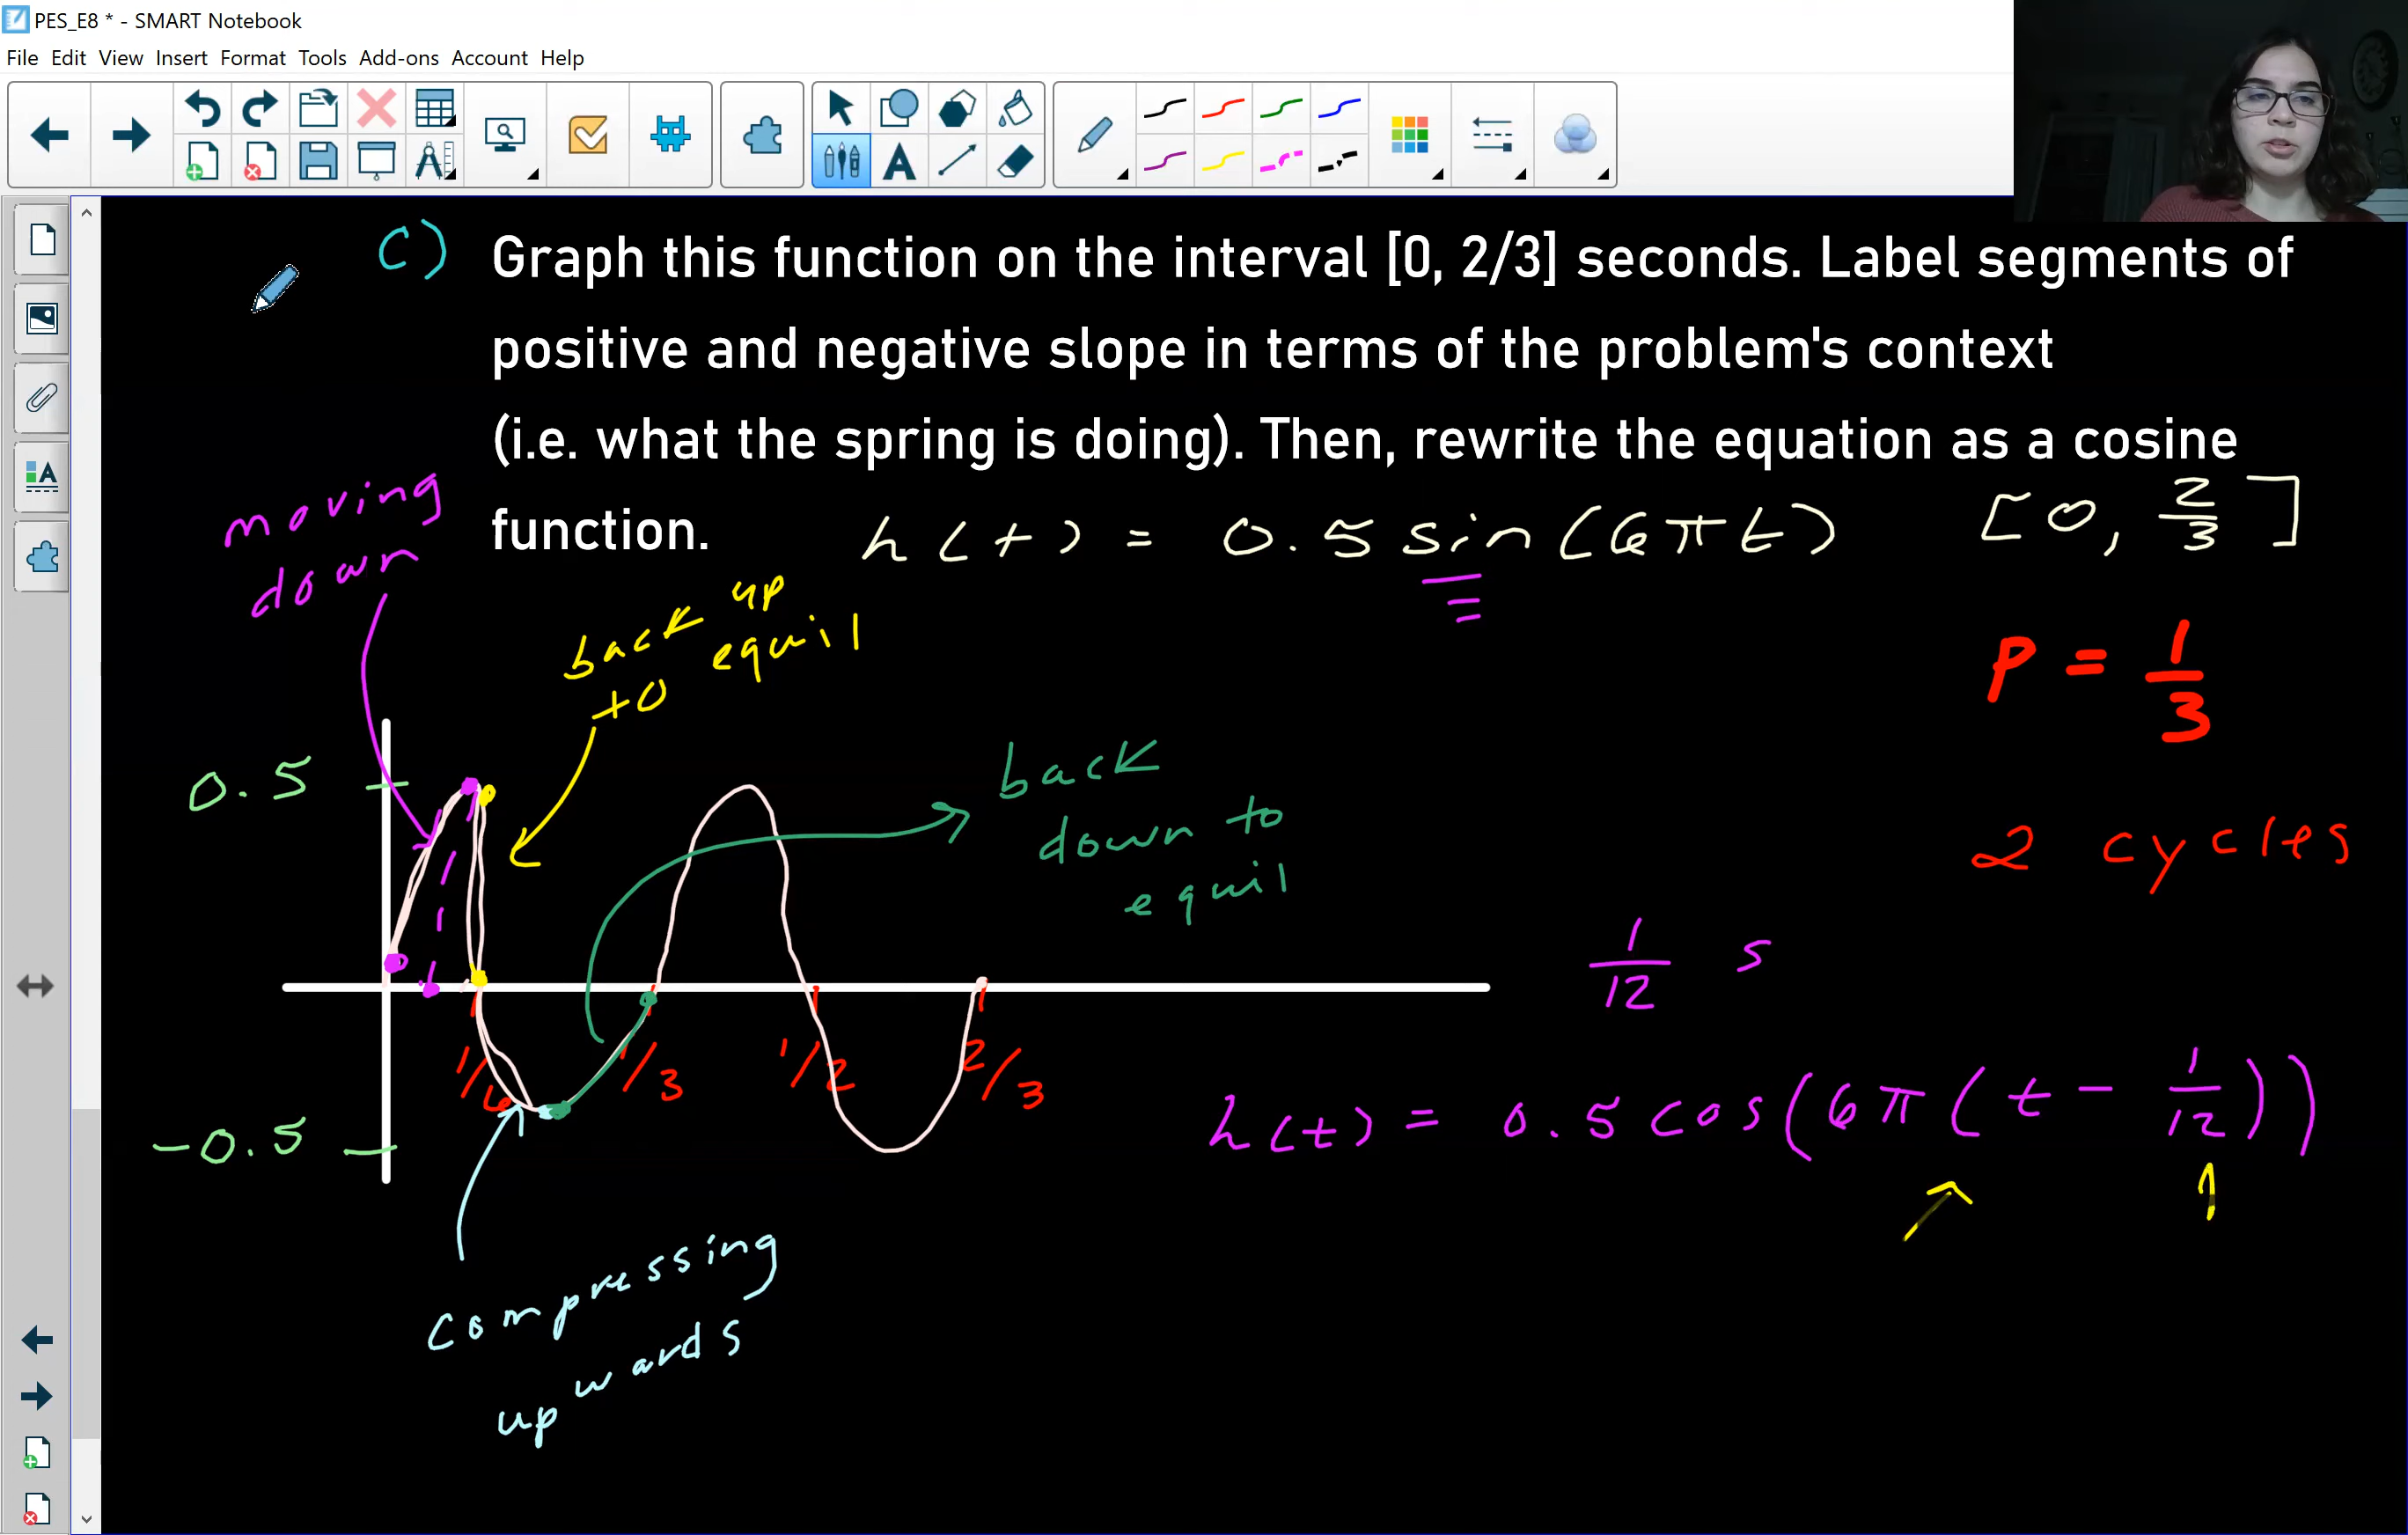 PES_E8 * - SMART Notebook
File Edit View Insert Format Tools Add-ons Account Help
c) Graph this function on the interval [0, 2/3] seconds. Label segments of
positive and negative slope in terms of the problem's context
(i.e. what the spring is doing). Then, rewrite the equation as a cosine
function.
h(t) = 0.5 sin(6πt)
[0, 2/3]
moving
down
back up
to equil
P = 1/3
2 cycles
0.5
back
down to
equil
1/12 s
1/6
1/3
1/2
2/3
-0.5
h(t) = 0.5 cos(6π(t - 1/12))
compressing
upwards